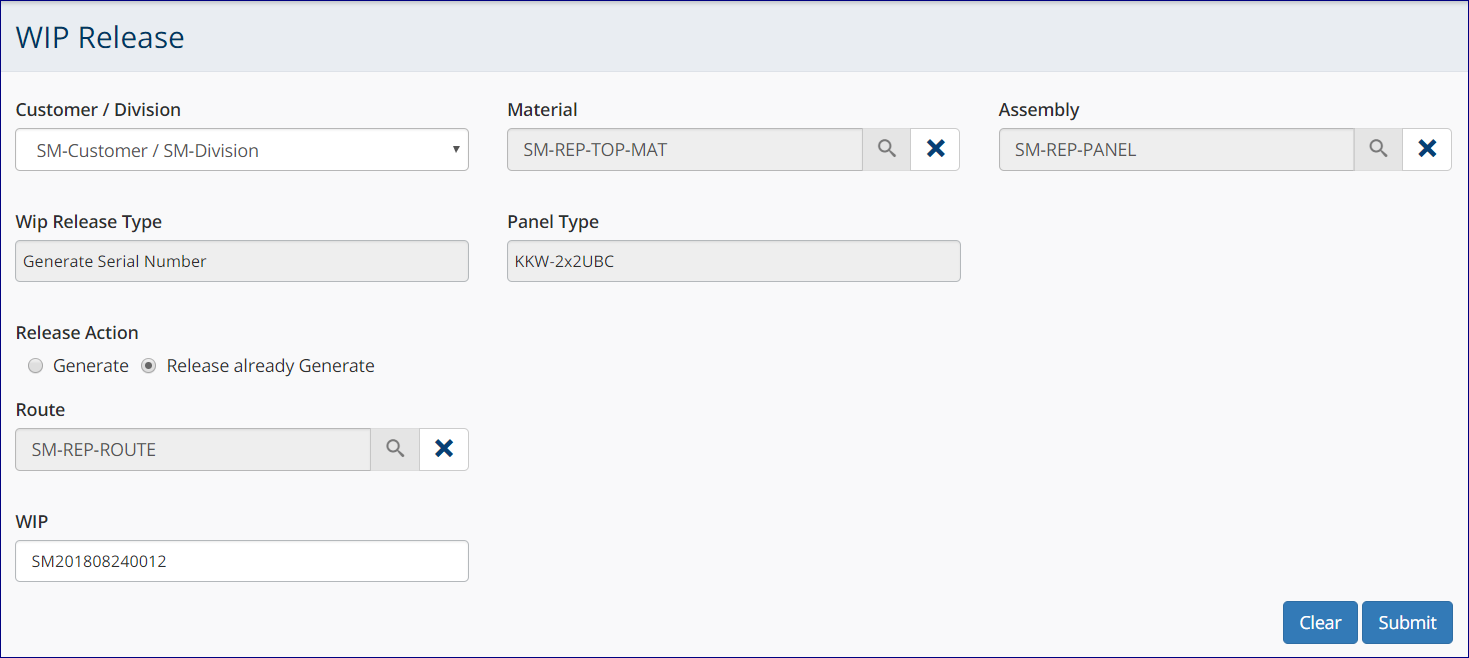 WIP Release
Customer / Division
Material
Assembly
SM-Customer / SM-Division
SM-REP-TOP-MAT
SM-REP-PANEL
Wip Release Type
Panel Type
Generate Serial Number
KKW-2x2UBC
Release Action
Generate
Release already Generate
Route
SM-REP-ROUTE
WIP
SM201808240012
Clear
Submit